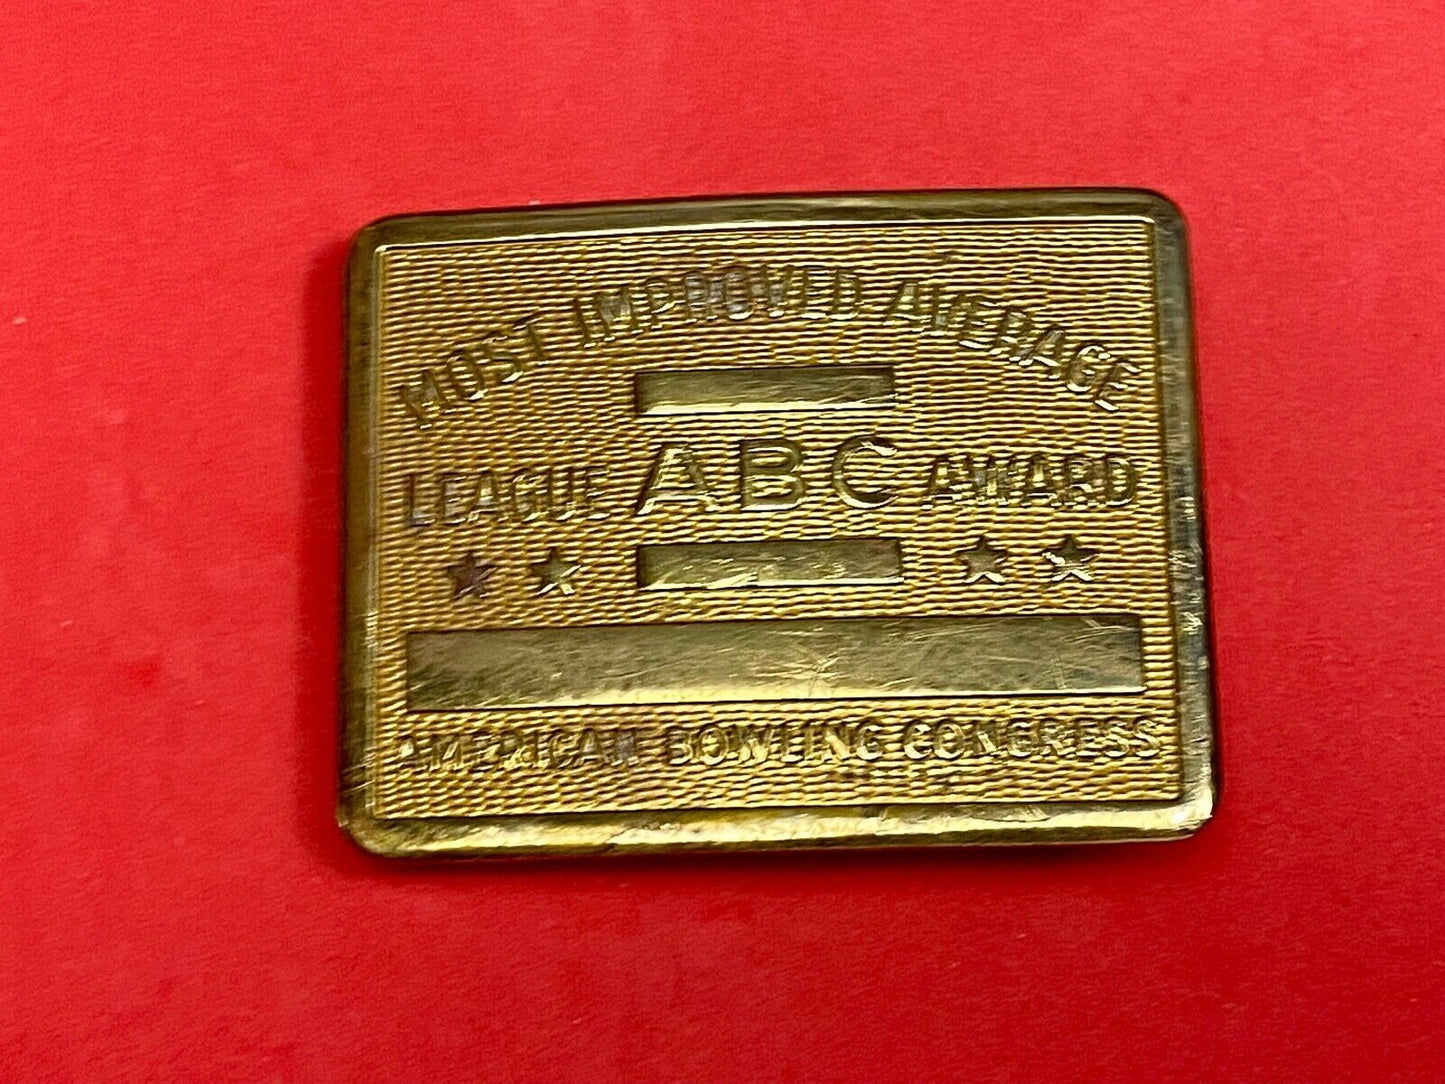 MOST IMPROVED AVERAGE
LEAGUE ABC AWARD
AMERICAN BOWLING CONGRESS